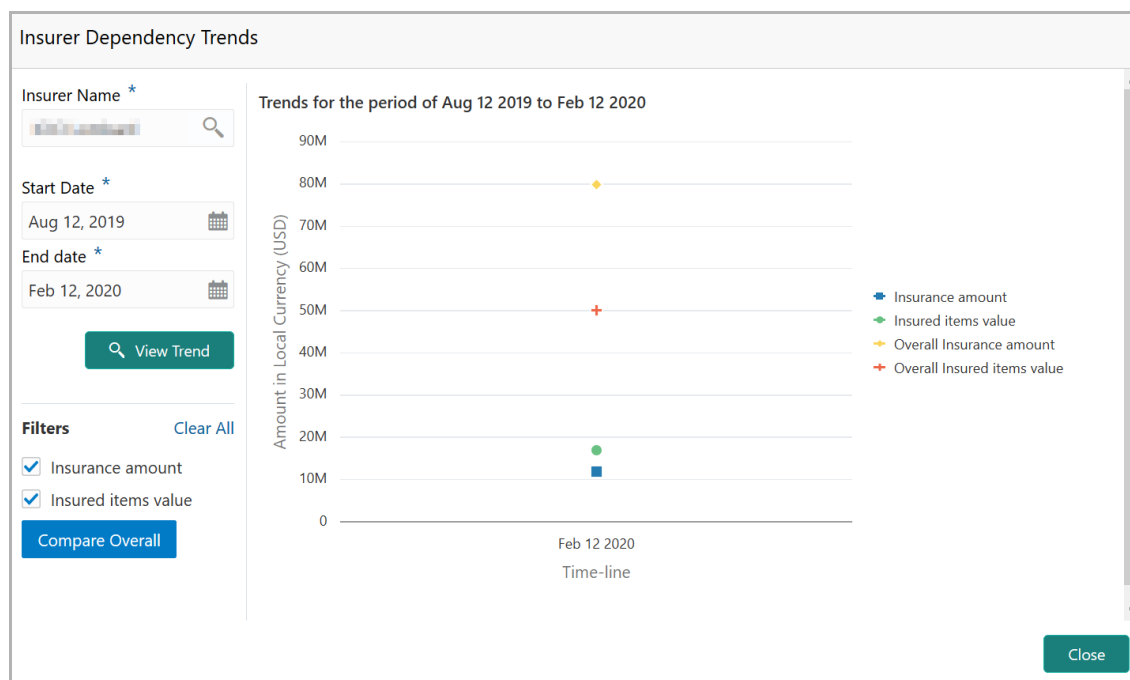 Insurer Dependency Trends
Insurer Name *
Start Date *
Aug 12, 2019
End date *
Feb 12, 2020
View Trend
Filters Clear All
Insurance amount
Insured items value
Compare Overall
Trends for the period of Aug 12 2019 to Feb 12 2020
Amount in Local Currency (USD)
90M
80M
70M
60M
50M
40M
30M
20M
10M
0
Feb 12 2020
Time-line
Insurance amount
Insured items value
Overall Insurance amount
Overall Insured items value
Close